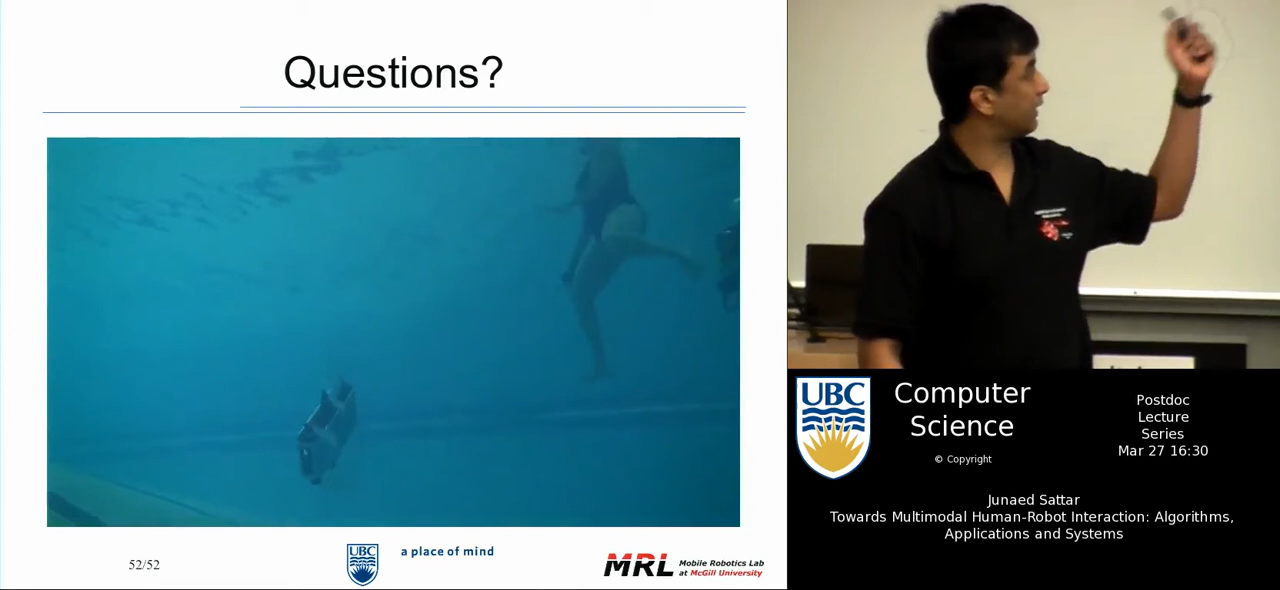 Questions?
52/52
UBC
a place of mind
MRL
Mobile Robotics Lab
at McGill University
UBC
Computer
Science
© Copyright
Postdoc
Lecture
Series
Mar 27 16:30
Junaed Sattar
Towards Multimodal Human-Robot Interaction: Algorithms,
Applications and Systems